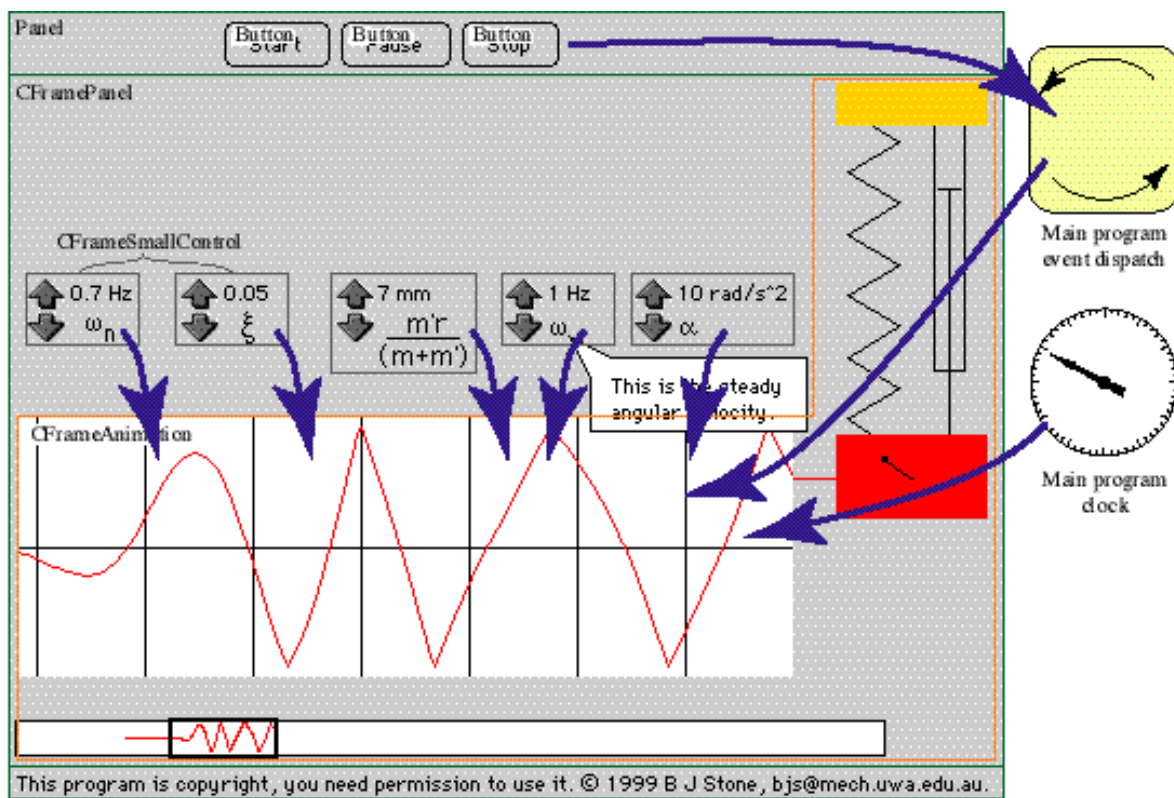 Panel
Button Button Button
Start Pause Stop
CFramePanel
CFrameSmallControl
0.7 Hz
ωn
0.05
ξ
7 mm
m'r
(m+m')
1 Hz
ω
10 rad/s^2
α
Main program
event dispatch
This is the steady
angular velocity.
CFrameAnimation
Main program
clock
This program is copyright, you need permission to use it. © 1999 B J Stone, bjs@mech.uwa.edu.au.